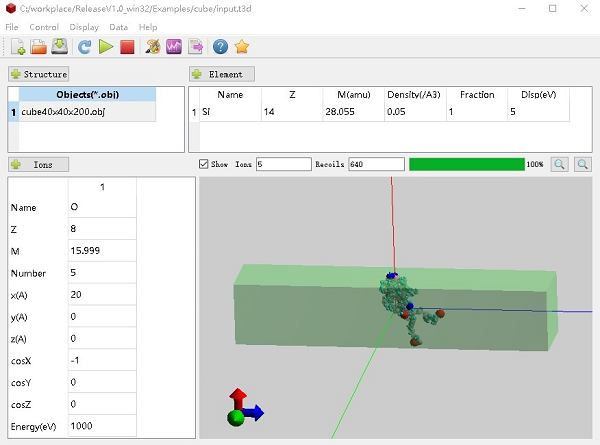 C:/workplace/ReleaseV1.0_win32/Examples/cube/input.t3d
File Control Display Data Help
Structure
Element
Objects(*.obj)
1 cube40x40x200.obj
Name Z M(amu) Density(/A3) Fraction Disp(eV)
1 Si 14 28.055 0.05 1 5
Ions
Show Ions 5 Recoils 640 100%
1
Name O
Z 8
M 15.999
Number 5
x(A) 20
y(A) 0
z(A) 0
cosX -1
cosY 0
cosZ 0
Energy(eV) 1000